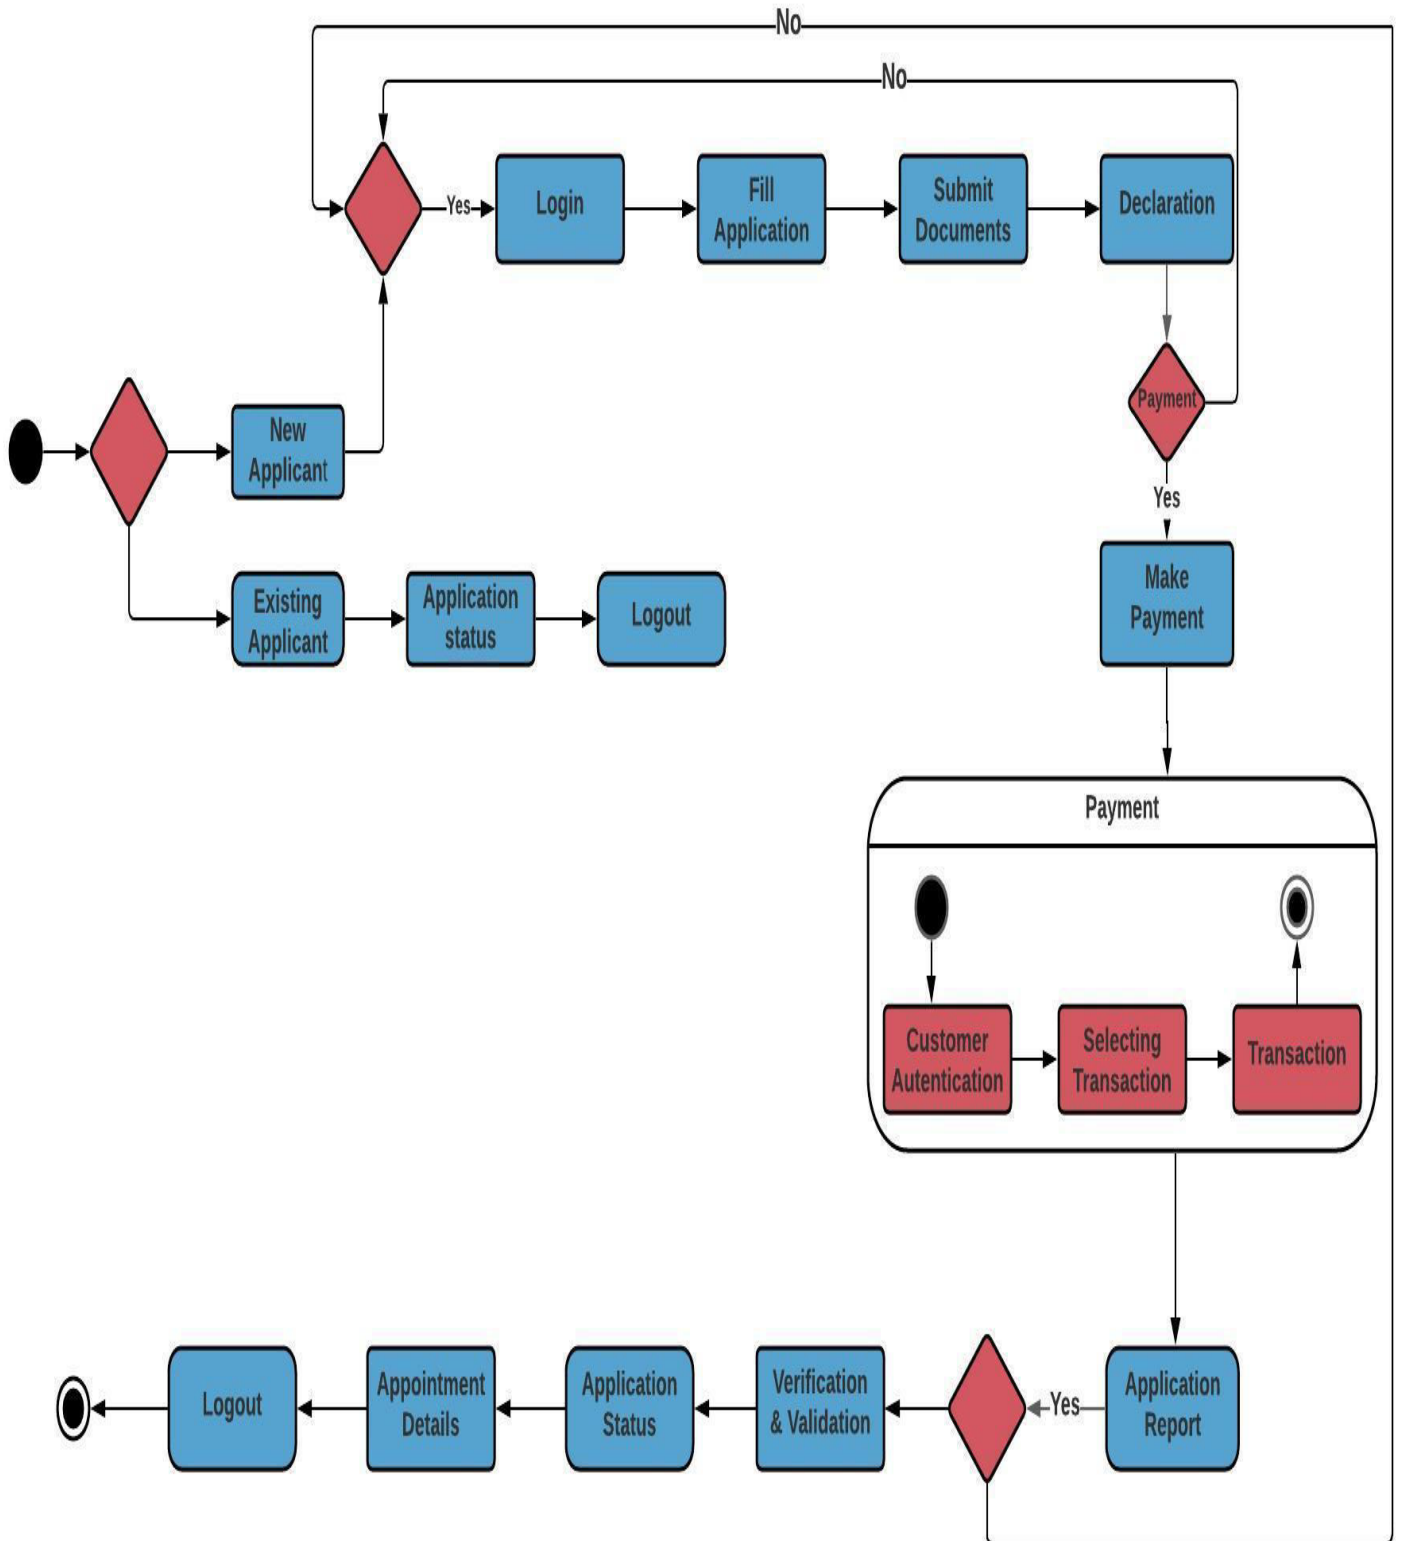 No
No
Yes
Login
Fill
Application
Submit
Documents
Declaration
Payment
Yes
New
Applicant
Existing
Applicant
Application
status
Logout
Make
Payment
Payment
Customer
Autentication
Selecting
Transaction
Transaction
Logout
Appointment
Details
Application
Status
Verification
& Validation
Yes
Application
Report